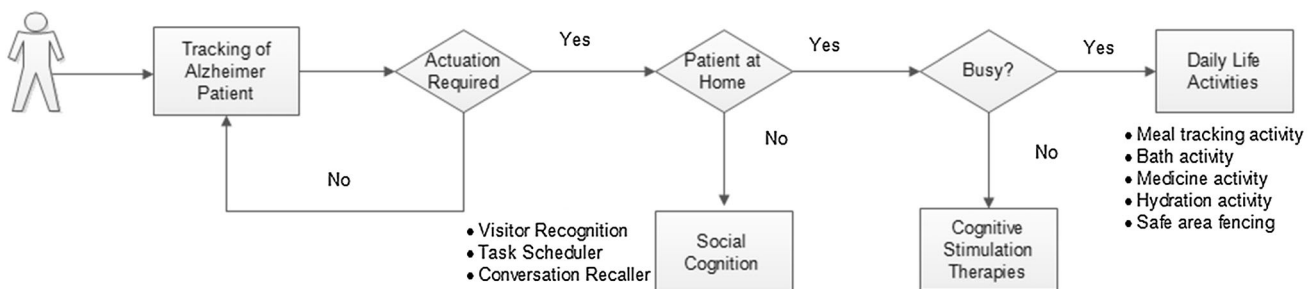 Tracking of
Alzheimer
Patient
Actuation
Required
Yes
No
Patient at
Home
Yes
No
Busy?
Yes
No
Daily Life
Activities
• Meal tracking activity
• Bath activity
• Medicine activity
• Hydration activity
• Safe area fencing
• Visitor Recognition
• Task Scheduler
• Conversation Recaller
Social
Cognition
Cognitive
Stimulation
Therapies